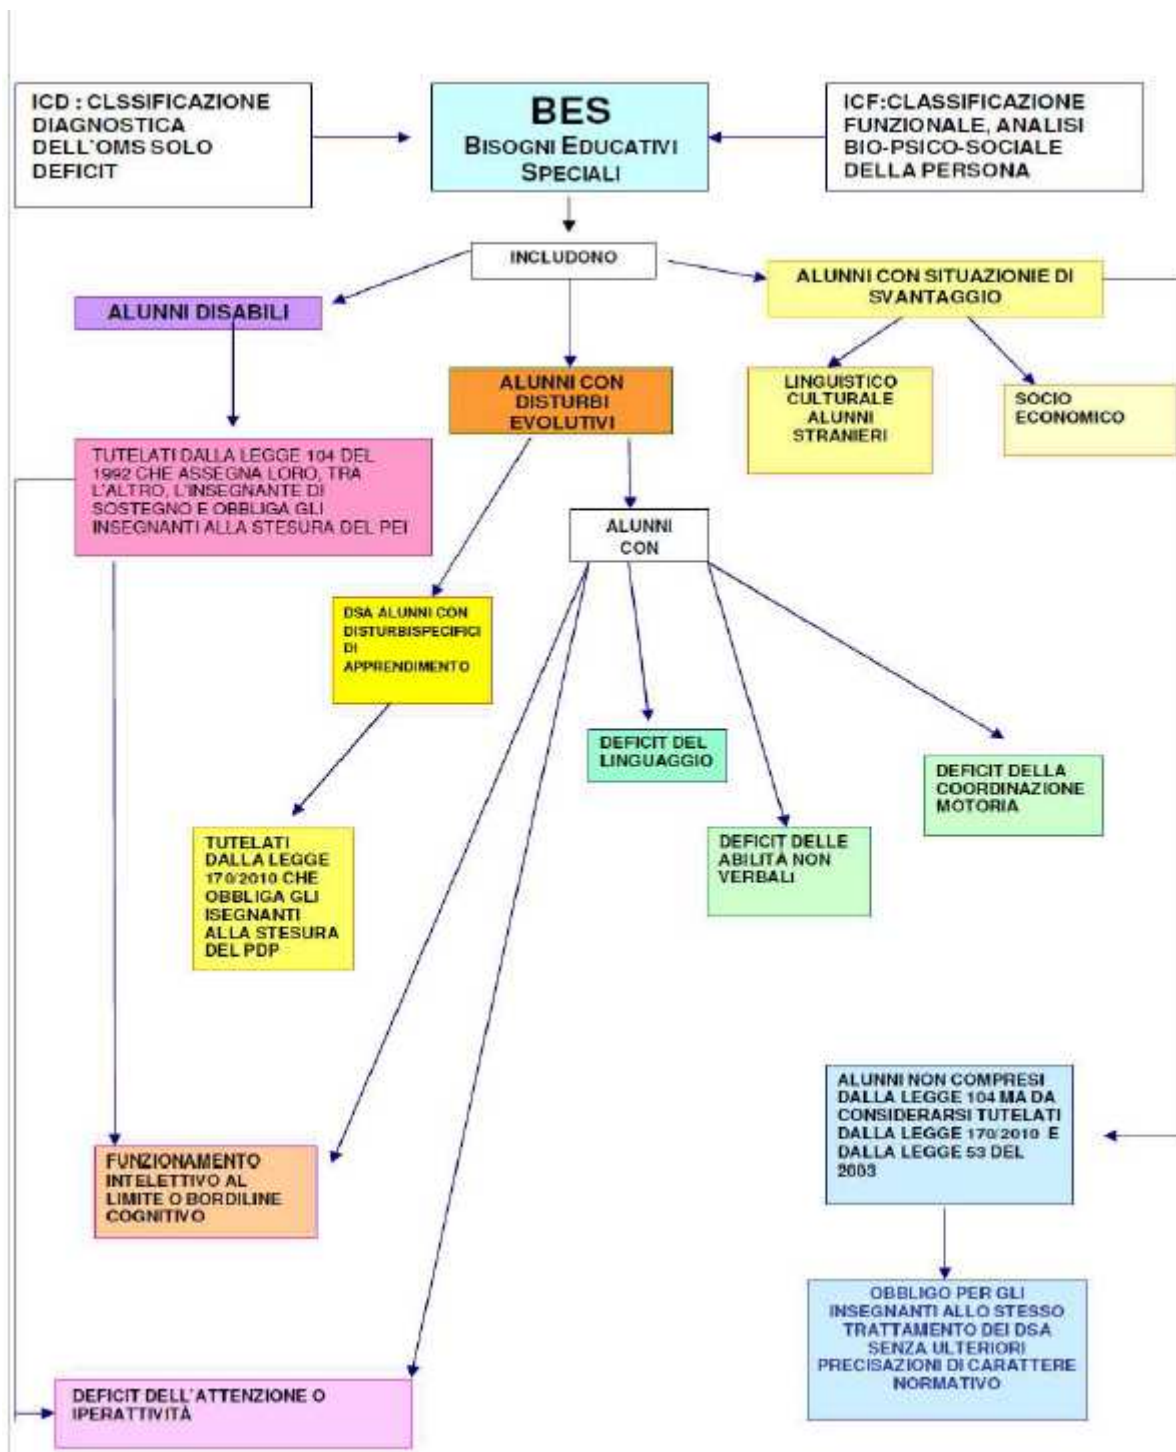 ICD : CLSSIFICAZIONE
DIAGNOSTICA
DELL'OMS SOLO
DEFICIT
BES
BISOGNI EDUCATIVI
SPECIALI
ICF:CLASSIFICAZIONE
FUNZIONALE, ANALISI
BIO-PSICO-SOCIALE
DELLA PERSONA
INCLUDONO
ALUNNI DISABILI
ALUNNI CON SITUAZIONIE DI
SVANTAGGIO
ALUNNI CON
DISTURBI
EVOLUTIVI
LINGUISTICO
CULTURALE
ALUNNI
STRANIERI
SOCIO
ECONOMICO
TUTELATI DALLA LEGGE 104 DEL
1992 CHE ASSEGNA LORO, TRA
L'ALTRO, L'INSEGNANTE DI
SOSTEGNO E OBBLIGA GLI
INSEGNANTI ALLA STESURA DEL PEI
ALUNNI
CON
DSA ALUNNI CON
DISTURBISPECIFICI
DI
APPRENDIMENTO
DEFICIT DEL
LINGUAGGIO
DEFICIT DELLA
COORDINAZIONE
MOTORIA
TUTELATI
DALLA LEGGE
170/2010 CHE
OBBLIGA GLI
ISEGNANTI
ALLA STESURA
DEL PDP
DEFICIT DELLE
ABILITÀ NON
VERBALI
ALUNNI NON COMPRESI
DALLA LEGGE 104 MA DA
CONSIDERARSI TUTELATI
DALLA LEGGE 170/2010 E
DALLA LEGGE 53 DEL
2003
FUNZIONAMENTO
INTELETTIVO AL
LIMITE O BORDILINE
COGNITIVO
OBBLIGO PER GLI
INSEGNANTI ALLO STESSO
TRATTAMENTO DEI DSA
SENZA ULTERIORI
PRECISAZIONI DI CARATTERE
NORMATIVO
DEFICIT DELL'ATTENZIONE O
IPERATTIVITÀ